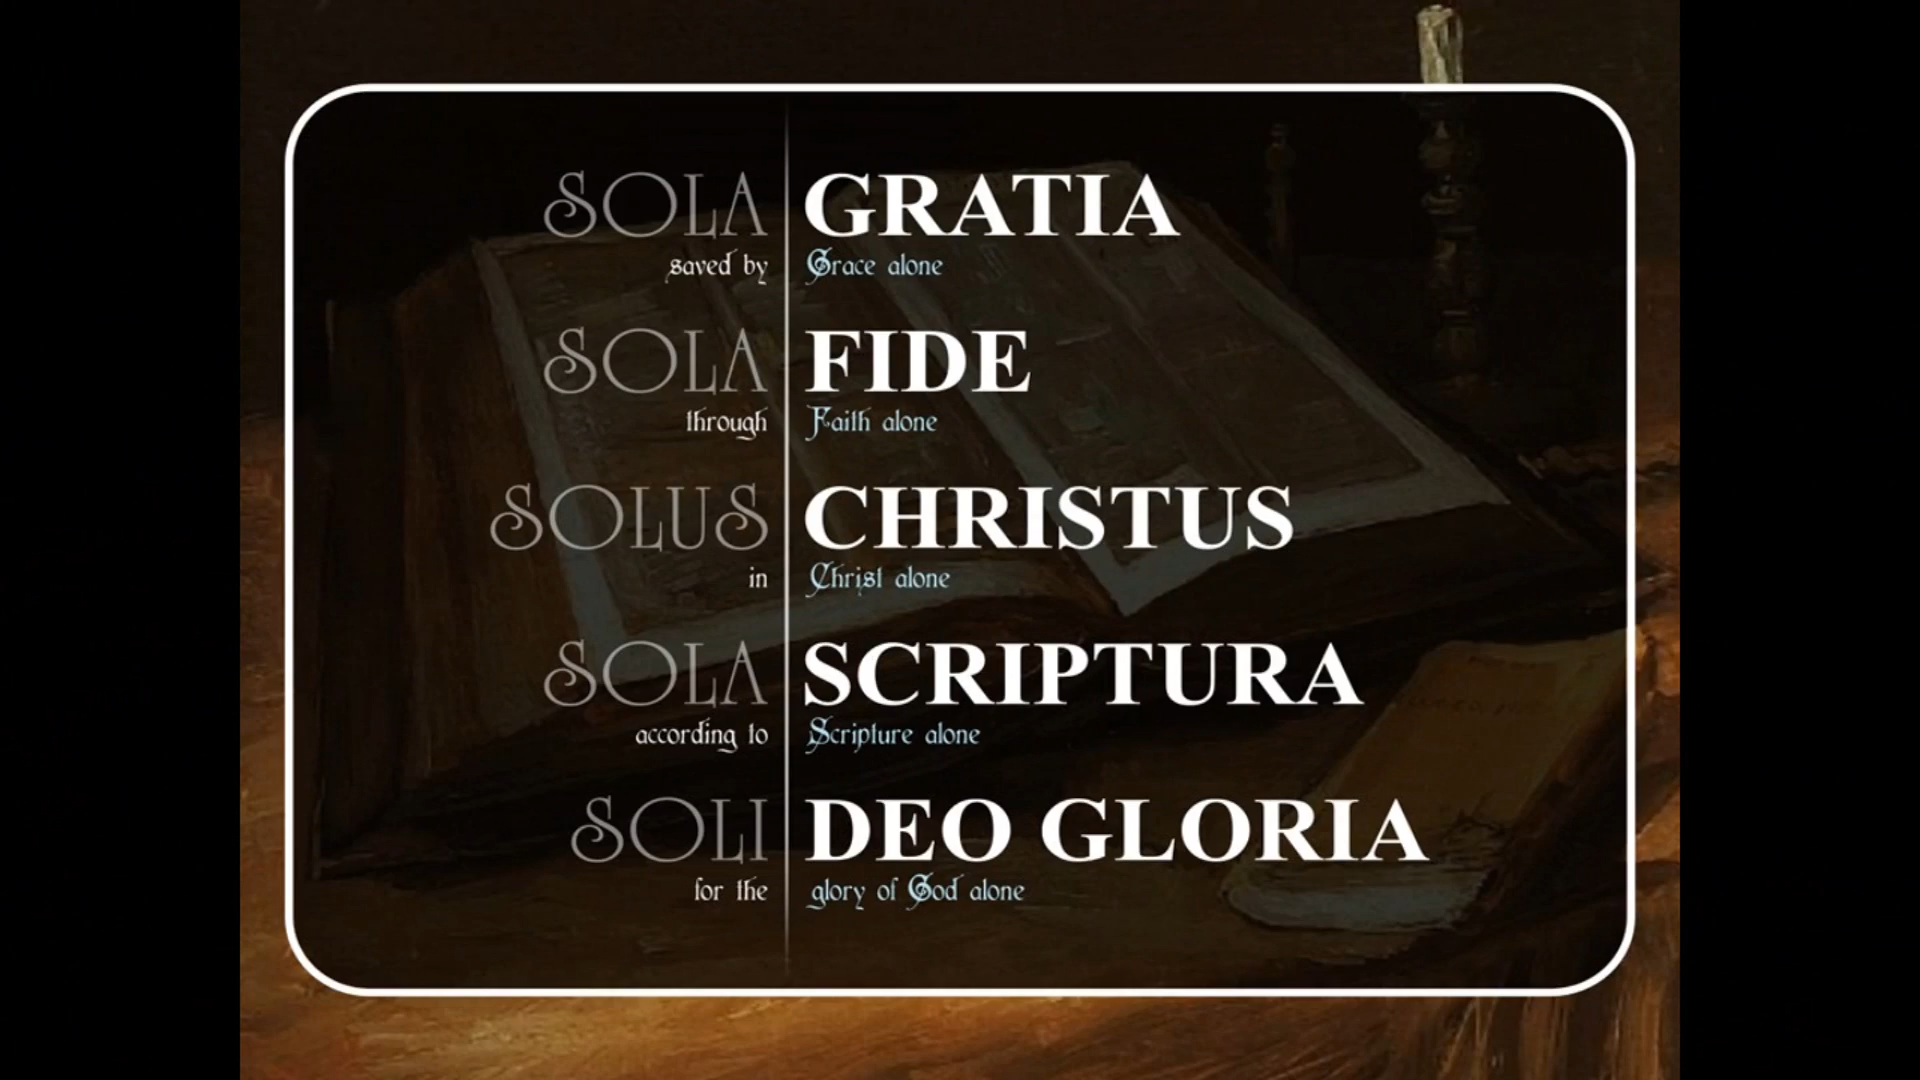 SOLA GRATIA
saved by Grace alone
SOLA FIDE
through Faith alone
SOLUS CHRISTUS
in Christ alone
SOLA SCRIPTURA
according to Scripture alone
SOLI DEO GLORIA
for the glory of God alone